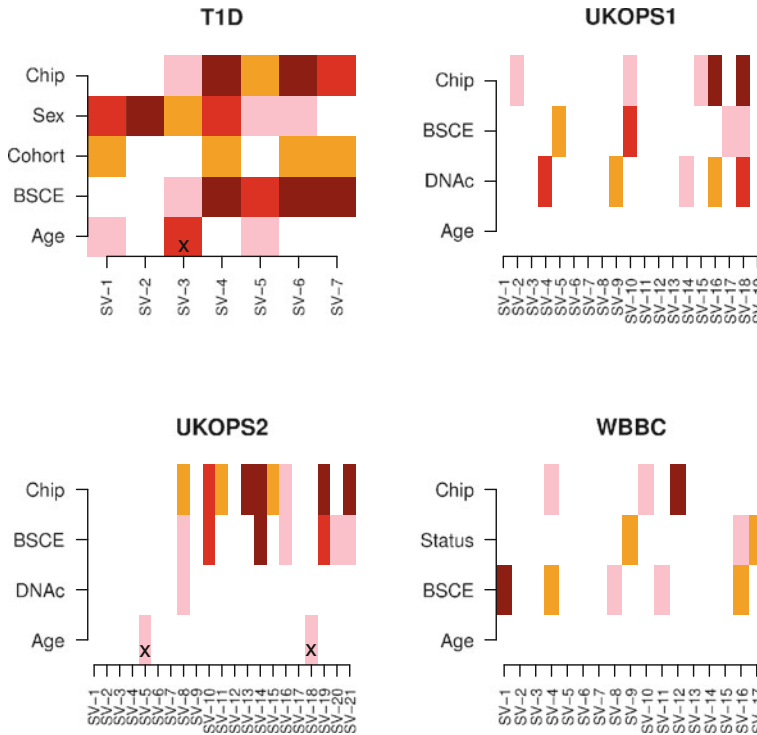 T1D
Chip
Sex
Cohort
BSCE
Age
x
SV-1
SV-2
SV-3
SV-4
SV-5
SV-6
SV-7
UKOPS1
Chip
BSCE
DNAc
Age
SV-1
SV-2
SV-3
SV-4
SV-5
SV-6
SV-7
SV-8
SV-9
SV-10
SV-11
SV-12
SV-13
SV-14
SV-15
SV-16
SV-17
SV-18
UKOPS2
Chip
BSCE
DNAc
Age
x
x
SV-1
SV-2
SV-3
SV-4
SV-5
SV-6
SV-7
SV-8
SV-9
SV-10
SV-11
SV-12
SV-13
SV-14
SV-15
SV-16
SV-17
SV-18
SV-19
SV-20
SV-21
WBBC
Chip
Status
BSCE
Age
SV-1
SV-2
SV-3
SV-4
SV-5
SV-6
SV-7
SV-8
SV-9
SV-10
SV-11
SV-12
SV-13
SV-14
SV-15
SV-16
SV-17